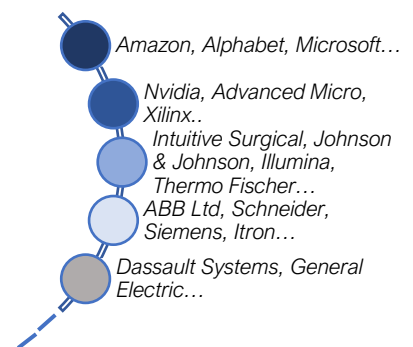 Amazon, Alphabet, Microsoft…
Nvidia, Advanced Micro,
Xilinx..
Intuitive Surgical, Johnson
& Johnson, Illumina,
Thermo Fischer…
ABB Ltd, Schneider,
Siemens, Itron…
Dassault Systems, General
Electric…